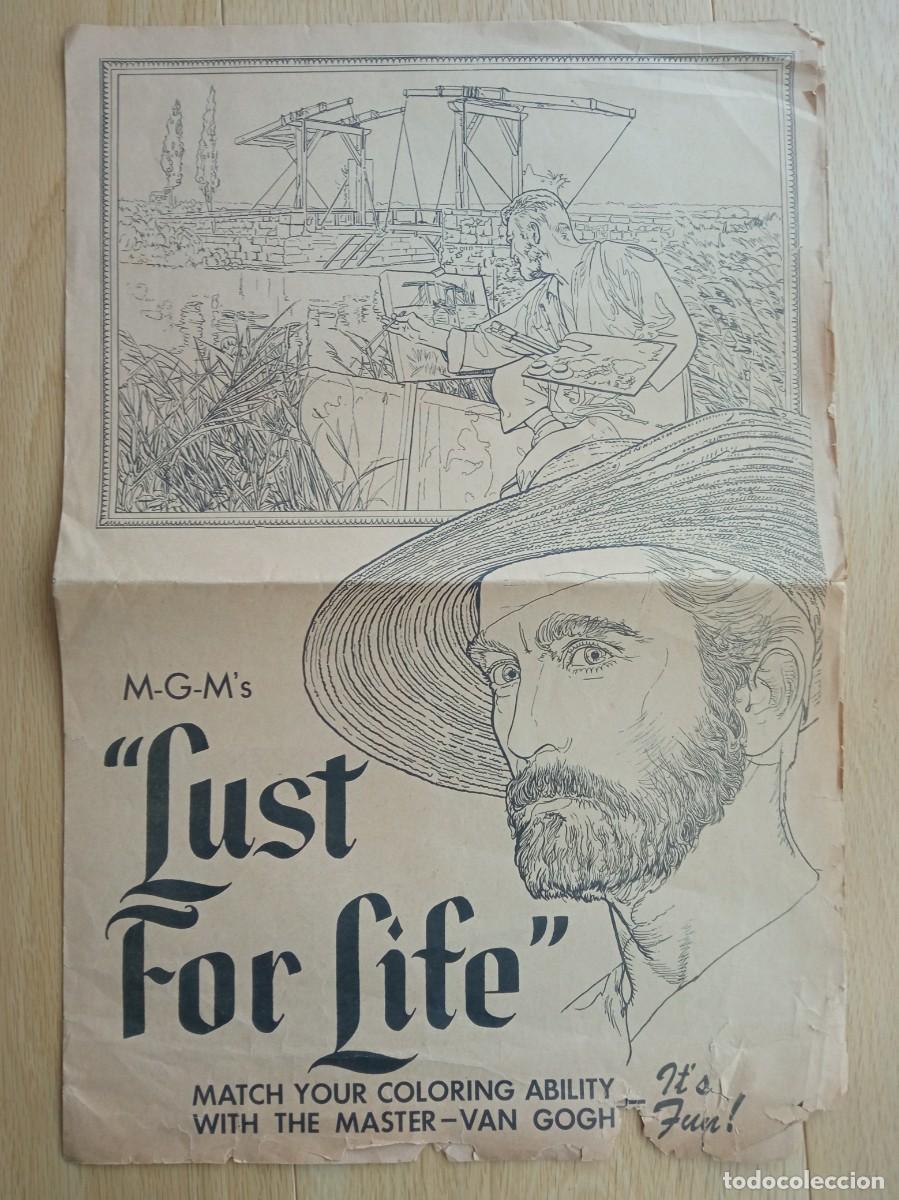 M-G-M's
"Lust
For Life"
MATCH YOUR COLORING ABILITY
WITH THE MASTER—VAN GOGH—
It's
Fun!
todocoleccion